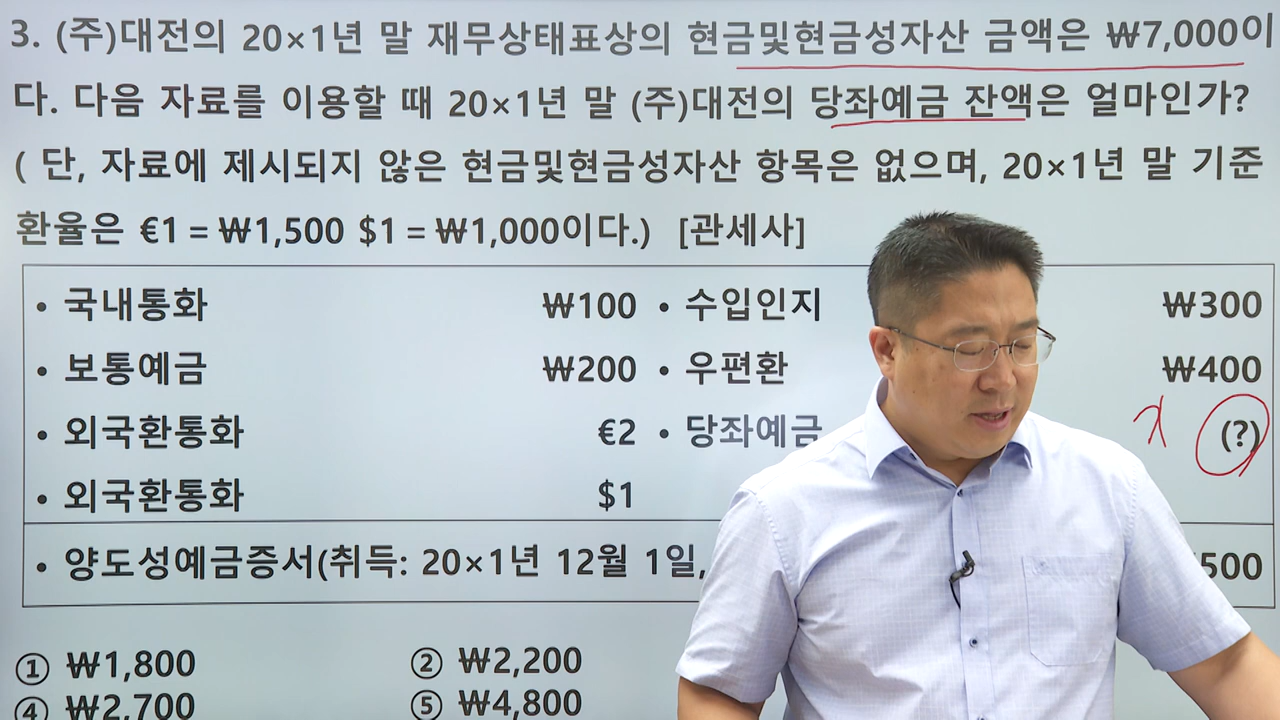 3. (주)대전의 20×1년 말 재무상태표상의 현금및현금성자산 금액은 ₩7,000이
다. 다음 자료를 이용할 때 20×1년 말 (주)대전의 당좌예금 잔액은 얼마인가?
( 단, 자료에 제시되지 않은 현금및현금성자산 항목은 없으며, 20×1년 말 기준
환율은 €1 = ₩1,500 $1 = ₩1,000이다.) [관세사]
• 국내통화 ₩100 • 수입인지 ₩300
• 보통예금 ₩200 • 우편환 ₩400
• 외국환통화 €2 • 당좌예금 (?)
• 외국환통화 $1
• 양도성예금증서(취득: 20×1년 12월 1일, 500
① ₩1,800 ② ₩2,200
④ ₩2,700 ⑤ ₩4,800